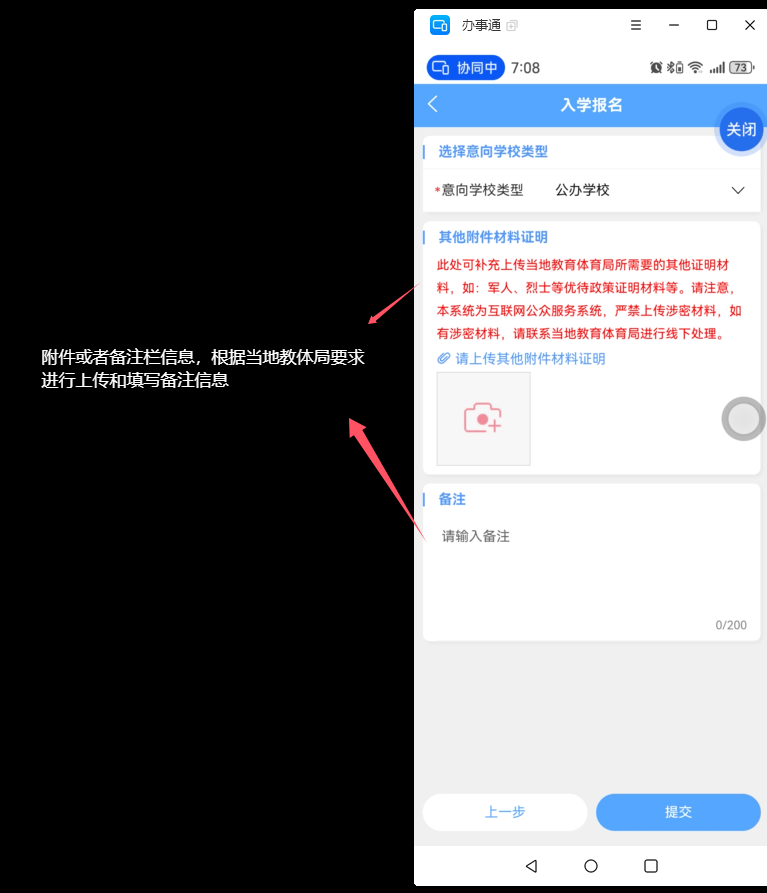 办事通
协同中 7:08 73
入学报名
关闭
选择意向学校类型
*意向学校类型 公办学校
其他附件材料证明
此处可补充上传当地教育体育局所需要的其他证明材
料，如：军人、烈士等优待政策证明材料等。请注意，
本系统为互联网公众服务系统，严禁上传涉密材料，如
有涉密材料，请联系当地教育体育局进行线下处理。
请上传其他附件材料证明
附件或者备注栏信息，根据当地教体局要求
进行上传和填写备注信息
备注
请输入备注
0/200
上一步 提交